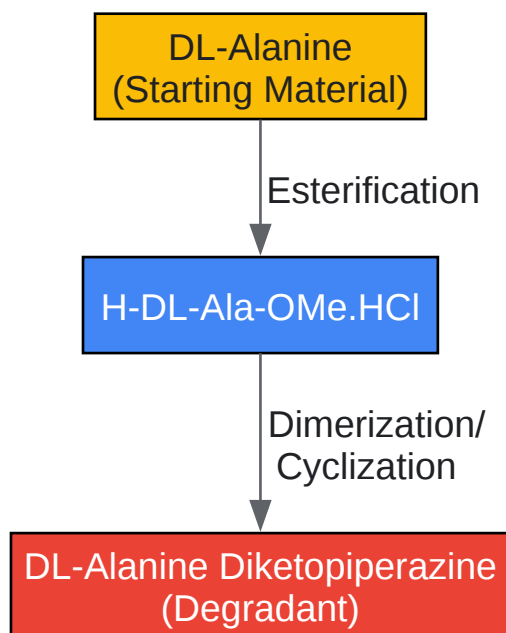 DL-Alanine
(Starting Material)
Esterification
H-DL-Ala-OMe.HCl
Dimerization/
Cyclization
DL-Alanine Diketopiperazine
(Degradant)